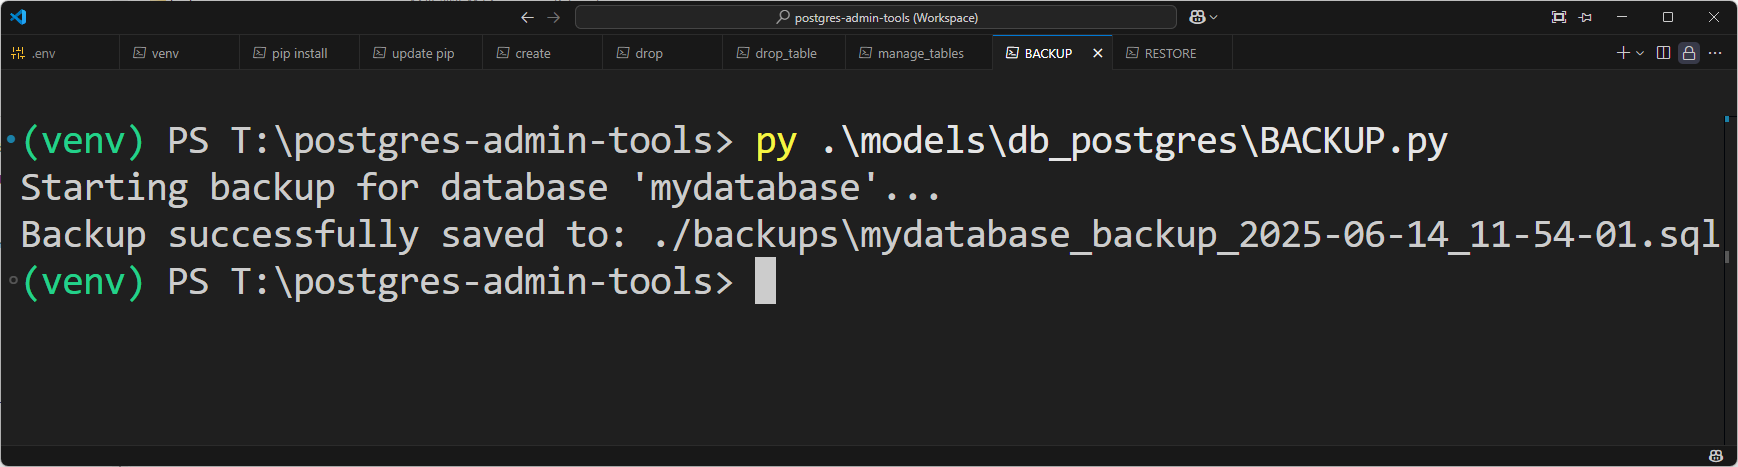 postgres-admin-tools (Workspace)
.env venv pip install update pip create drop drop_table manage_tables BACKUP RESTORE
(venv) PS T:\postgres-admin-tools> py .\models\db_postgres\BACKUP.py
Starting backup for database 'mydatabase'...
Backup successfully saved to: ./backups\mydatabase_backup_2025-06-14_11-54-01.sql
(venv) PS T:\postgres-admin-tools>